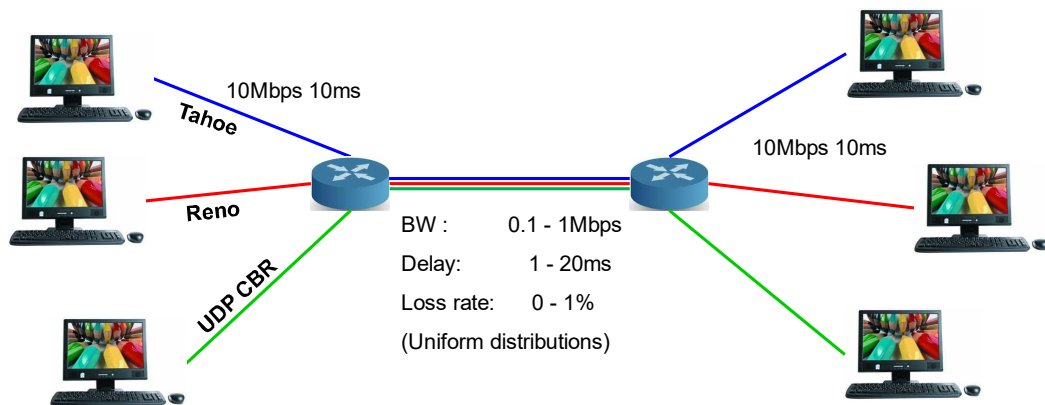 10Mbps 10ms
Tahoe
10Mbps 10ms
Reno
BW : 0.1 - 1Mbps
Delay: 1 - 20ms
UDP CBR
Loss rate: 0 - 1%
(Uniform distributions)